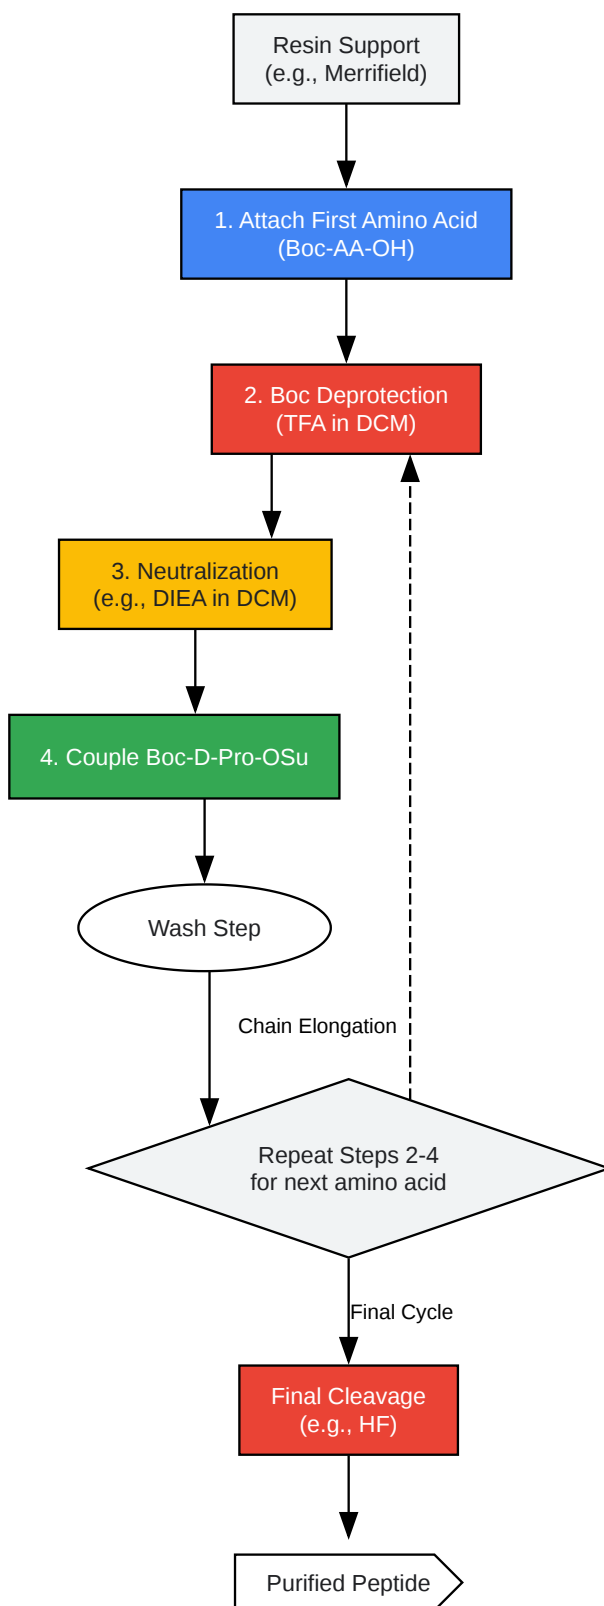 Resin Support
(e.g., Merrifield)
1. Attach First Amino Acid
(Boc-AA-OH)
2. Boc Deprotection
(TFA in DCM)
3. Neutralization
(e.g., DIEA in DCM)
4. Couple Boc-D-Pro-OSu
Wash Step
Chain Elongation
Repeat Steps 2-4
for next amino acid
Final Cycle
Final Cleavage
(e.g., HF)
Purified Peptide